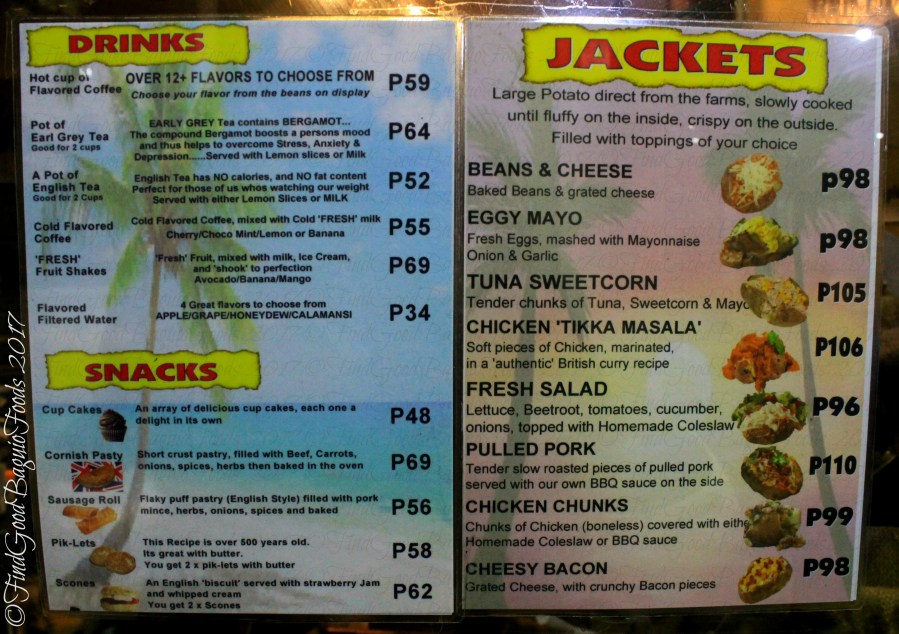 DRINKS
Hot cup of
Flavored Coffee
OVER 12+ FLAVORS TO CHOOSE FROM
Choose your flavor from the beans on display
P59
Pot of
Earl Grey Tea
Good for 2 cups
EARLY GREY Tea contains BERGAMOT...
The compound Bergamot boosts a persons mood
and thus helps to overcome Stress, Anxiety &
Depression......Served with Lemon slices or Milk
P64
A Pot of
English Tea
Good for 2 Cups
English Tea has NO calories, and NO fat content
Perfect for those of us whos watching our weight
Served with either Lemon Slices or MILK
P52
Cold Flavored
Coffee
Cold Flavored Coffee, mixed with Cold 'FRESH' milk
Cherry/Choco Mint/Lemon or Banana
P55
'FRESH'
Fruit Shakes
'Fresh' Fruit, mixed with milk, Ice Cream,
and 'shook' to perfection
Avocado/Banana/Mango
P69
Flavored
Filtered Water
4 Great flavors to choose from
APPLE/GRAPE/HONEYDEW/CALAMANSI
P34
SNACKS
Cup Cakes
An array of delicious cup cakes, each one a
delight in its own
P48
Cornish Pasty
Short crust pastry, filled with Beef, Carrots,
onions, spices, herbs then baked in the oven
P69
Sausage Roll
Flaky puff pastry (English Style) filled with pork
mince, herbs, onions, spices and baked
P56
Pik-Lets
This Recipe is over 500 years old.
Its great with butter.
You get 2 x pik-lets with butter
P58
Scones
An English 'biscuit' served with strawberry Jam
and whipped cream
You get 2 x Scones
P62
JACKETS
Large Potato direct from the farms, slowly cooked
until fluffy on the inside, crispy on the outside.
Filled with toppings of your choice
BEANS & CHEESE
Baked Beans & grated cheese
p98
EGGY MAYO
Fresh Eggs, mashed with Mayonnaise
Onion & Garlic
p98
TUNA SWEETCORN
Tender chunks of Tuna, Sweetcorn & Mayo
P105
CHICKEN 'TIKKA MASALA'
Soft pieces of Chicken, marinated,
in a 'authentic' British curry recipe
P106
FRESH SALAD
Lettuce, Beetroot, tomatoes, cucumber,
onions, topped with Homemade Coleslaw
P96
PULLED PORK
Tender slow roasted pieces of pulled pork
served with our own BBQ sauce on the side
P110
CHICKEN CHUNKS
Chunks of Chicken (boneless) covered with eithe
Homemade Coleslaw or BBQ sauce
P99
CHEESY BACON
Grated Cheese, with crunchy Bacon pieces
P98
©FindGoodBaguioFoods 2017